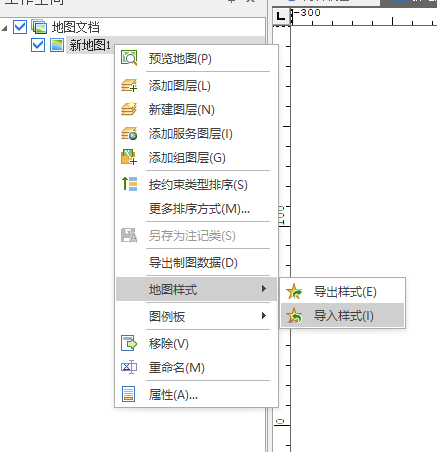 工作空间
-300
地图文档
新地图1
预览地图(P)
添加图层(L)
新建图层(N)
添加服务图层(I)
添加组图层(G)
按约束类型排序(S)
更多排序方式(M)...
100
另存为注记类(S)
导出制图数据(D)
地图样式
导出样式(E)
图例板
导入样式(I)
移除(V)
重命名(M)
属性(A)...
0